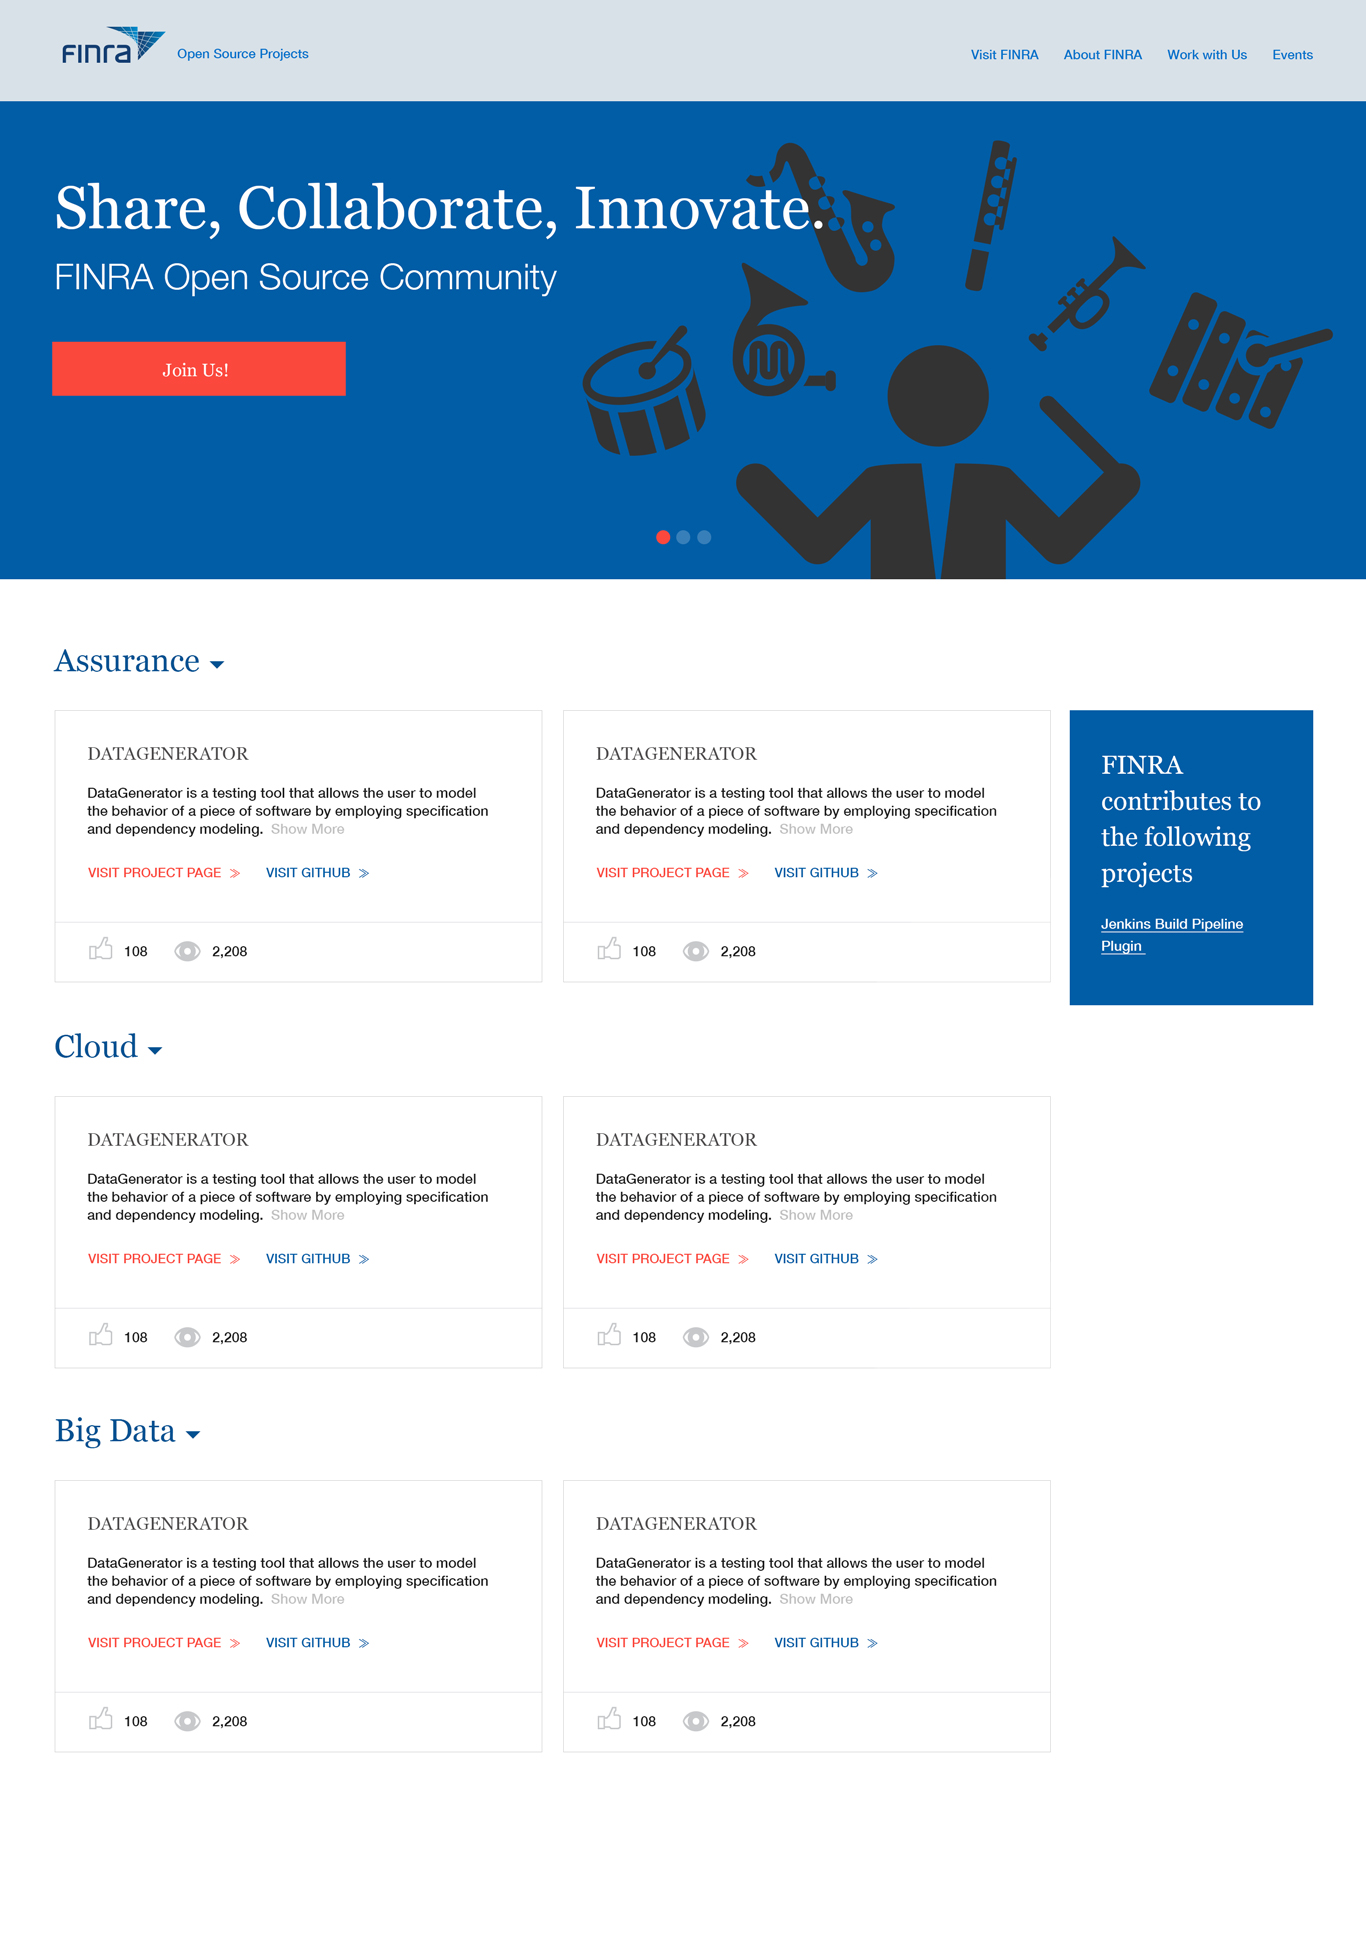 FINRA Open Source Projects Visit FINRA About FINRA Work with Us Events
Share, Collaborate, Innovate.
FINRA Open Source Community
Join Us!
Assurance
DATAGENERATOR
DataGenerator is a testing tool that allows the user to model
the behavior of a piece of software by employing specification
and dependency modeling. Show More
VISIT PROJECT PAGE VISIT GITHUB
108 2,208
DATAGENERATOR
DataGenerator is a testing tool that allows the user to model
the behavior of a piece of software by employing specification
and dependency modeling. Show More
VISIT PROJECT PAGE VISIT GITHUB
108 2,208
FINRA
contributes to
the following
projects
Jenkins Build Pipeline
Plugin
Cloud
DATAGENERATOR
DataGenerator is a testing tool that allows the user to model
the behavior of a piece of software by employing specification
and dependency modeling. Show More
VISIT PROJECT PAGE VISIT GITHUB
108 2,208
DATAGENERATOR
DataGenerator is a testing tool that allows the user to model
the behavior of a piece of software by employing specification
and dependency modeling. Show More
VISIT PROJECT PAGE VISIT GITHUB
108 2,208
Big Data
DATAGENERATOR
DataGenerator is a testing tool that allows the user to model
the behavior of a piece of software by employing specification
and dependency modeling. Show More
VISIT PROJECT PAGE VISIT GITHUB
108 2,208
DATAGENERATOR
DataGenerator is a testing tool that allows the user to model
the behavior of a piece of software by employing specification
and dependency modeling. Show More
VISIT PROJECT PAGE VISIT GITHUB
108 2,208